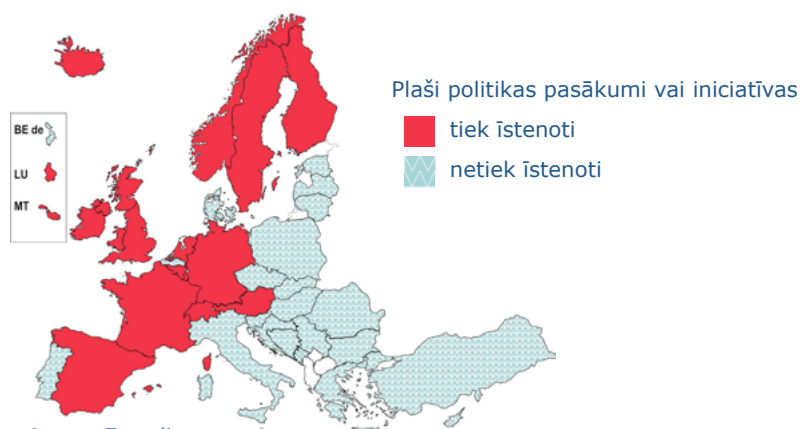 Plaši politikas pasākumi vai iniciatīvas
tiek īstenoti
netiek īstenoti
BE de
LU
MT